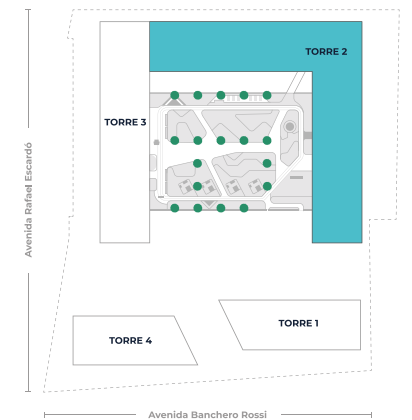 TORRE 2
TORRE 3
Avenida Rafael Escardó
TORRE 1
TORRE 4
Avenida Banchero Rossi